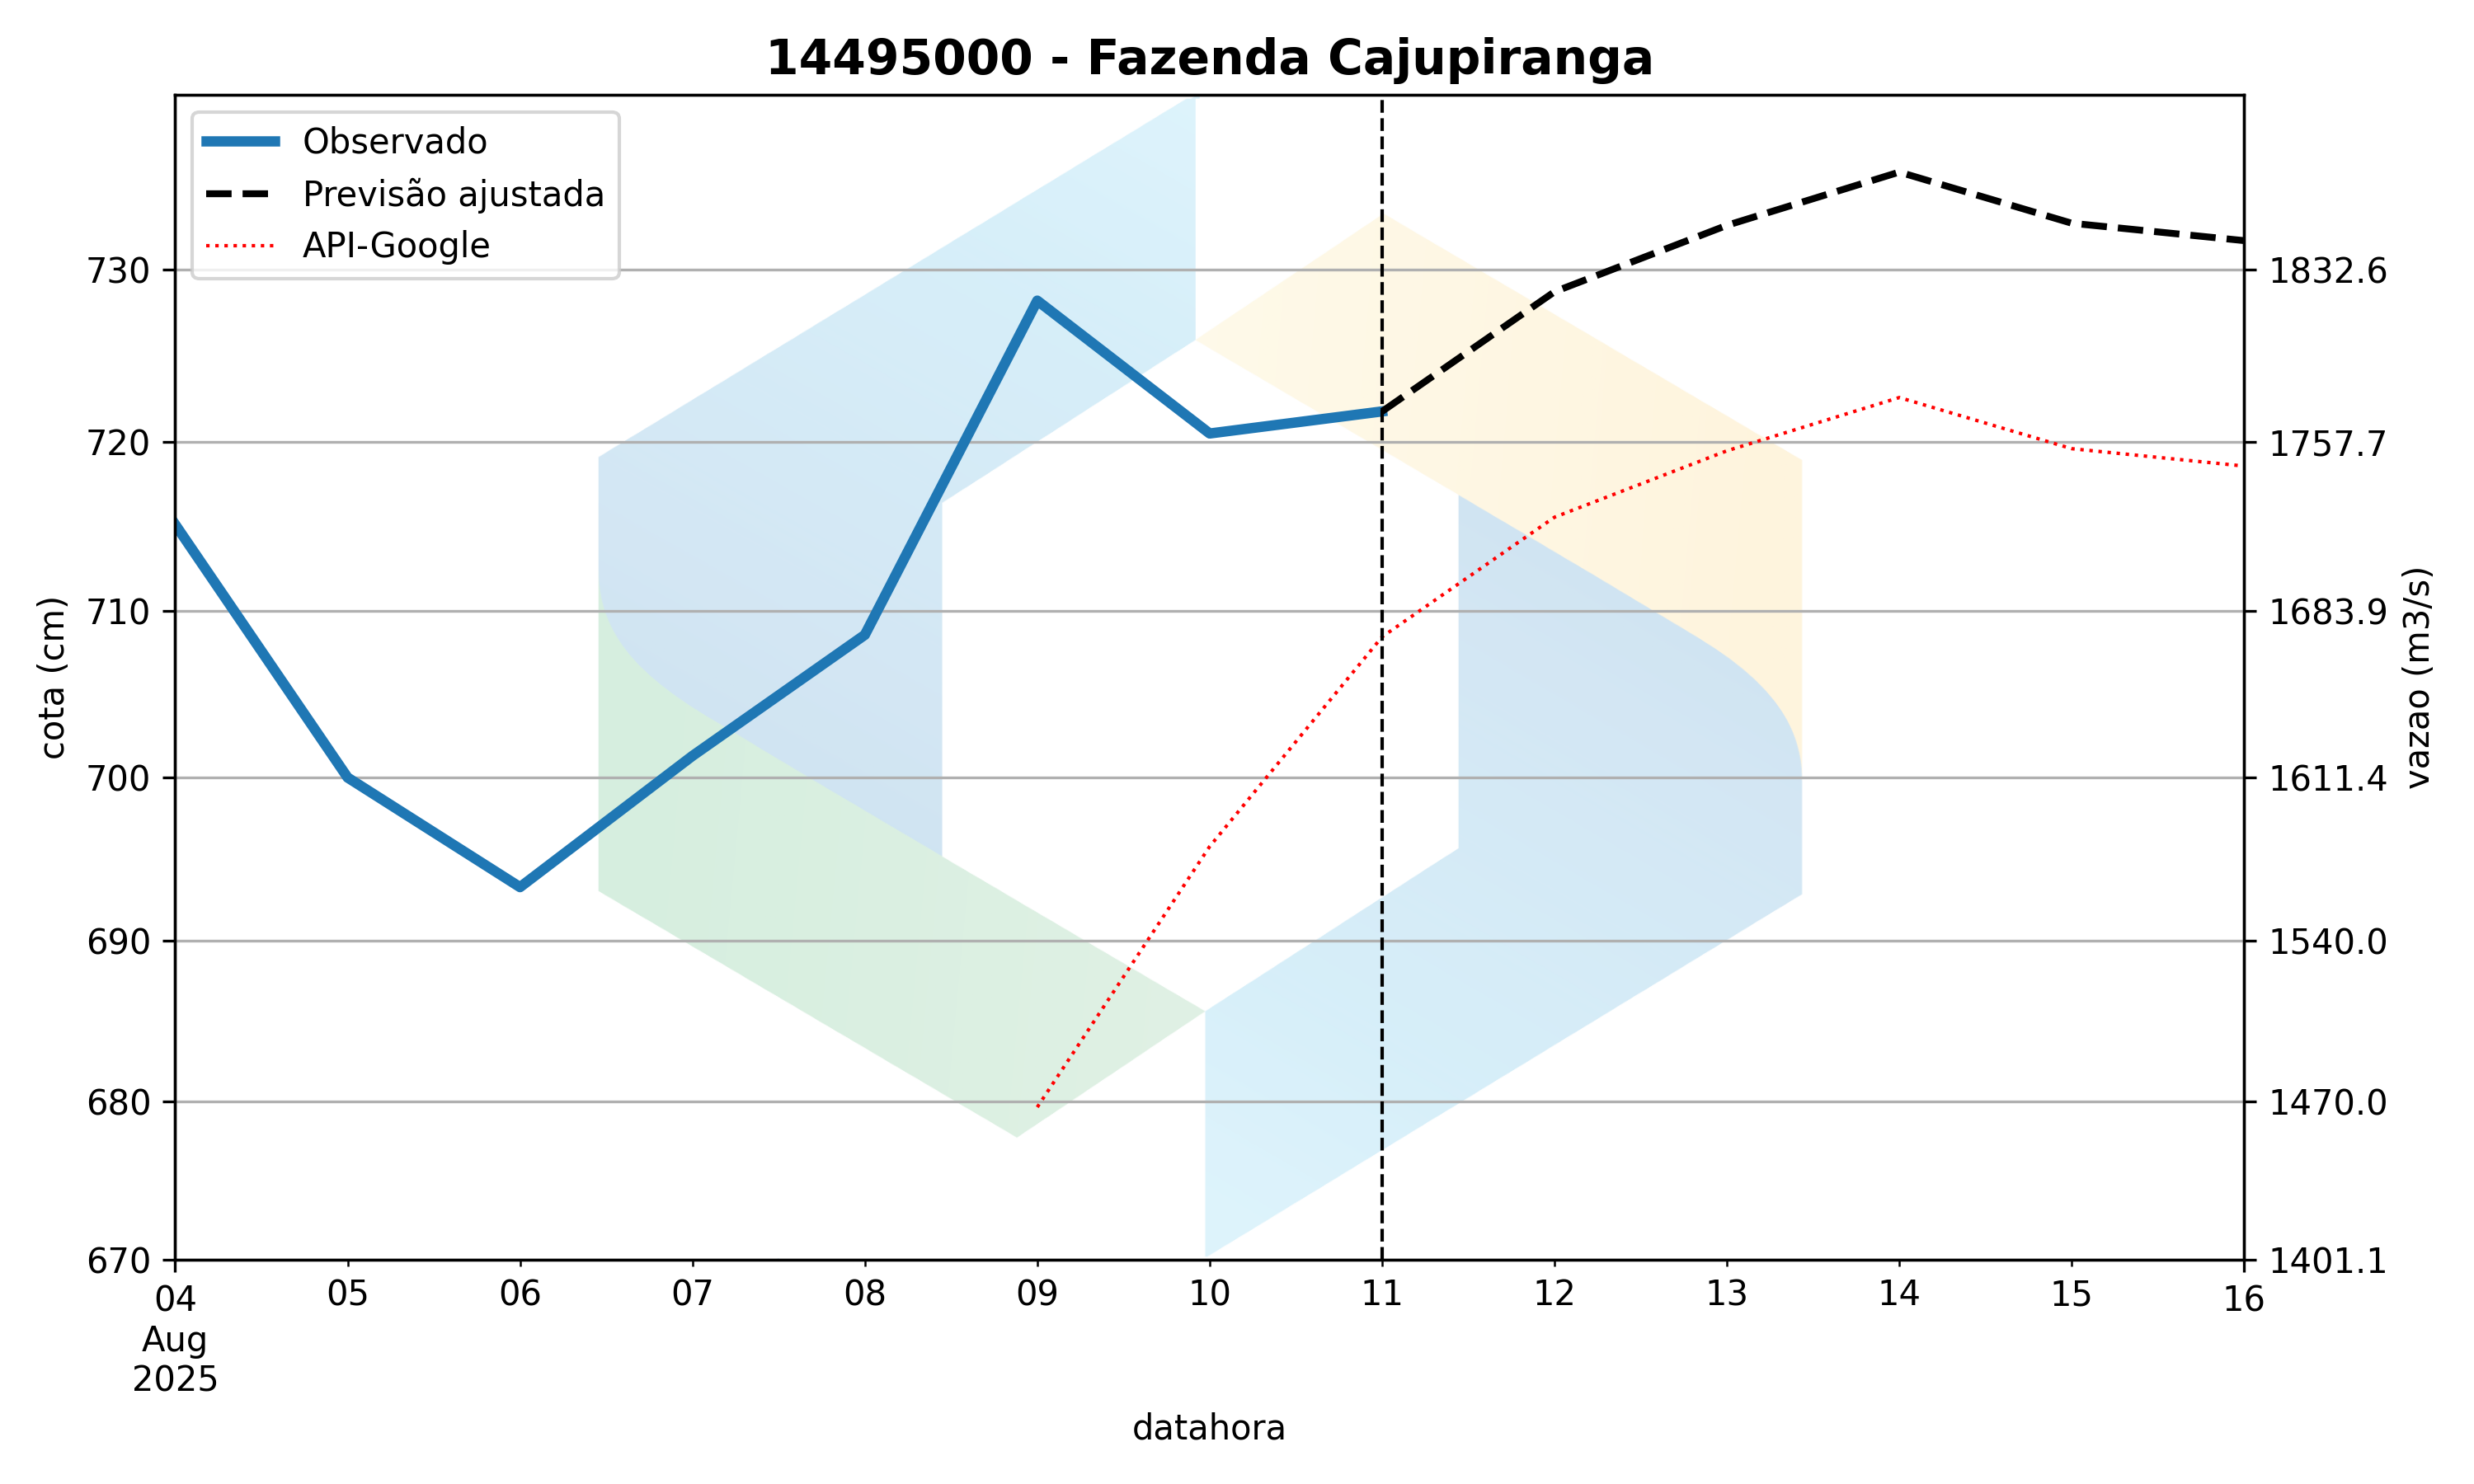 14495000 - Fazenda Cajupiranga
Observado
Previsão ajustada
API-Google
730
720
710
700
690
680
670
cota (cm)
1832.6
1757.7
1683.9
1611.4
1540.0
1470.0
1401.1
vazao (m3/s)
04 05 06 07 08 09 10 11 12 13 14 15 16
Aug
2025
datahora